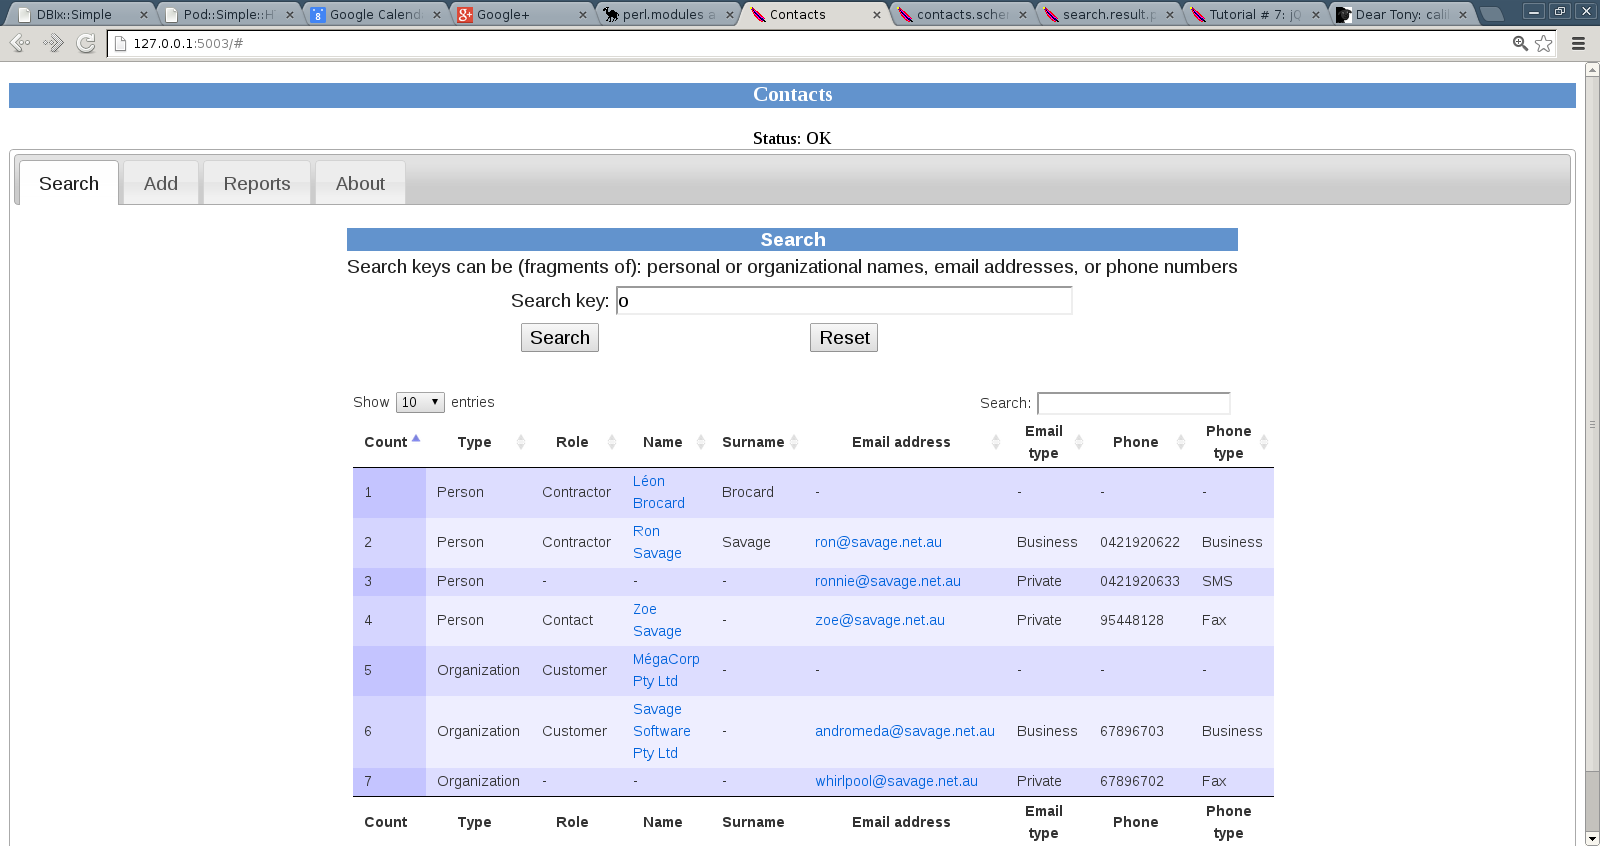 DBIx::Simple
Pod::Simple::H
Google Calend
Google+
perl.modules a
Contacts
contacts.scher
search.result.p
Tutorial # 7: jQ
Dear Tony: cali
127.0.0.1:5003/#
Contacts
Status: OK
Search Add Reports About
Search
Search keys can be (fragments of): personal or organizational names, email addresses, or phone numbers
Search key: o
Search Reset
Show 10 entries Search:
Count Type Role Name Surname Email address Email type Phone Phone type
1 Person Contractor Léon Brocard Brocard - - - -
2 Person Contractor Ron Savage Savage ron@savage.net.au Business 0421920622 Business
3 Person - - - ronnie@savage.net.au Private 0421920633 SMS
4 Person Contact Zoe Savage - zoe@savage.net.au Private 95448128 Fax
5 Organization Customer MégaCorp Pty Ltd - - - - -
6 Organization Customer Savage Software Pty Ltd - andromeda@savage.net.au Business 67896703 Business
7 Organization - - - whirlpool@savage.net.au Private 67896702 Fax
Count Type Role Name Surname Email address Email type Phone Phone type